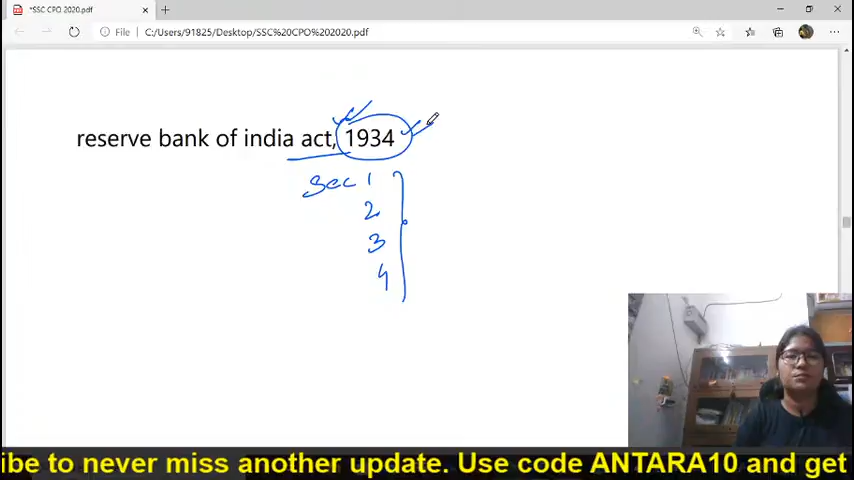 *SSC CPO 2020.pdf
File C:/Users/91825/Desktop/SSC%20CPO%202020.pdf
reserve bank of india act, 1934
Sec 1
2
3
4
ibe to never miss another update. Use code ANTARA10 and get